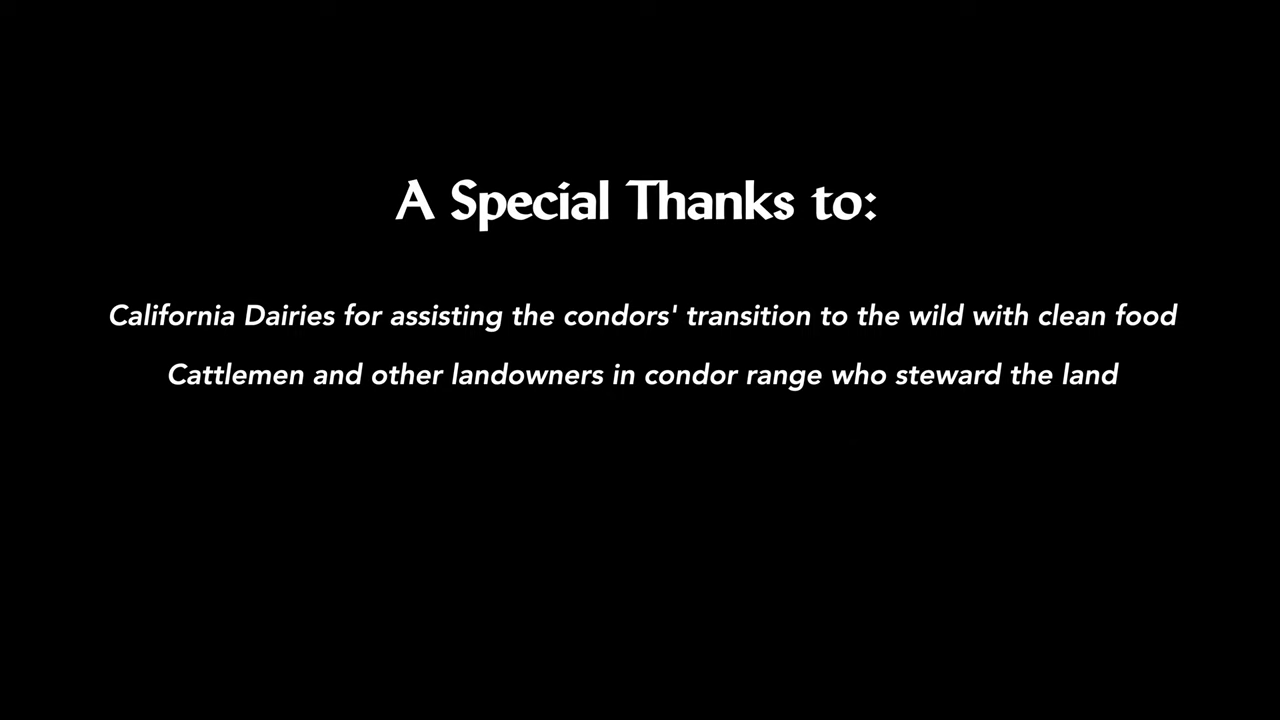 A Special Thanks to:
California Dairies for assisting the condors' transition to the wild with clean food
Cattlemen and other landowners in condor range who steward the land